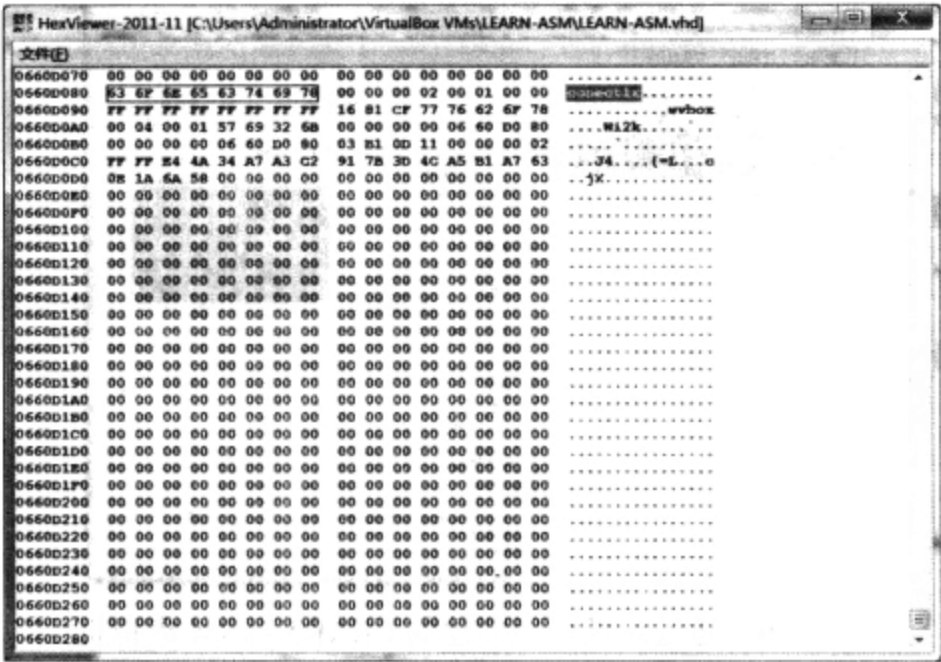 HexViewer-2011-11 [C:\Users\Administrator\VirtualBox VMs\LEARN-ASM\LEARN-ASM.vhd]
文件(F)
0660D070 00 00 00 00 00 00 00 00 00 00 00 00 00 00 00 00 ................
0660D080 63 6F 6E 65 63 74 69 78 00 00 00 02 00 01 00 00 conectix........
0660D090 FF FF FF FF FF FF FF FF 16 81 CF 77 76 62 6F 78 ...........wvbox
0660D0A0 00 04 00 01 57 69 32 6B 00 00 00 00 06 60 D0 80 ....Wi2k.....`..
0660D0B0 00 00 00 00 06 60 D0 80 03 B1 0D 11 00 00 00 02 .....`..........
0660D0C0 FF FF E4 4A 34 A7 A3 C2 91 7B 3D 4C A5 B1 A7 63 ...J4....{=L...c
0660D0D0 0E 1A 6A 58 00 00 00 00 00 00 00 00 00 00 00 00 ..jX............
0660D0E0 00 00 00 00 00 00 00 00 00 00 00 00 00 00 00 00 ................
0660D0F0 00 00 00 00 00 00 00 00 00 00 00 00 00 00 00 00 ................
0660D100 00 00 00 00 00 00 00 00 00 00 00 00 00 00 00 00 ................
0660D110 00 00 00 00 00 00 00 00 00 00 00 00 00 00 00 00 ................
0660D120 00 00 00 00 00 00 00 00 00 00 00 00 00 00 00 00 ................
0660D130 00 00 00 00 00 00 00 00 00 00 00 00 00 00 00 00 ................
0660D140 00 00 00 00 00 00 00 00 00 00 00 00 00 00 00 00 ................
0660D150 00 00 00 00 00 00 00 00 00 00 00 00 00 00 00 00 ................
0660D160 00 00 00 00 00 00 00 00 00 00 00 00 00 00 00 00 ................
0660D170 00 00 00 00 00 00 00 00 00 00 00 00 00 00 00 00 ................
0660D180 00 00 00 00 00 00 00 00 00 00 00 00 00 00 00 00 ................
0660D190 00 00 00 00 00 00 00 00 00 00 00 00 00 00 00 00 ................
0660D1A0 00 00 00 00 00 00 00 00 00 00 00 00 00 00 00 00 ................
0660D1B0 00 00 00 00 00 00 00 00 00 00 00 00 00 00 00 00 ................
0660D1C0 00 00 00 00 00 00 00 00 00 00 00 00 00 00 00 00 ................
0660D1D0 00 00 00 00 00 00 00 00 00 00 00 00 00 00 00 00 ................
0660D1E0 00 00 00 00 00 00 00 00 00 00 00 00 00 00 00 00 ................
0660D1F0 00 00 00 00 00 00 00 00 00 00 00 00 00 00 00 00 ................
0660D200 00 00 00 00 00 00 00 00 00 00 00 00 00 00 00 00 ................
0660D210 00 00 00 00 00 00 00 00 00 00 00 00 00 00 00 00 ................
0660D220 00 00 00 00 00 00 00 00 00 00 00 00 00 00 00 00 ................
0660D230 00 00 00 00 00 00 00 00 00 00 00 00 00 00 00 00 ................
0660D240 00 00 00 00 00 00 00 00 00 00 00 00 00 00 00 00 ................
0660D250 00 00 00 00 00 00 00 00 00 00 00 00 00 00 00 00 ................
0660D260 00 00 00 00 00 00 00 00 00 00 00 00 00 00 00 00 ................
0660D270 00 00 00 00 00 00 00 00 00 00 00 00 00 00 00 00 ................
0660D280